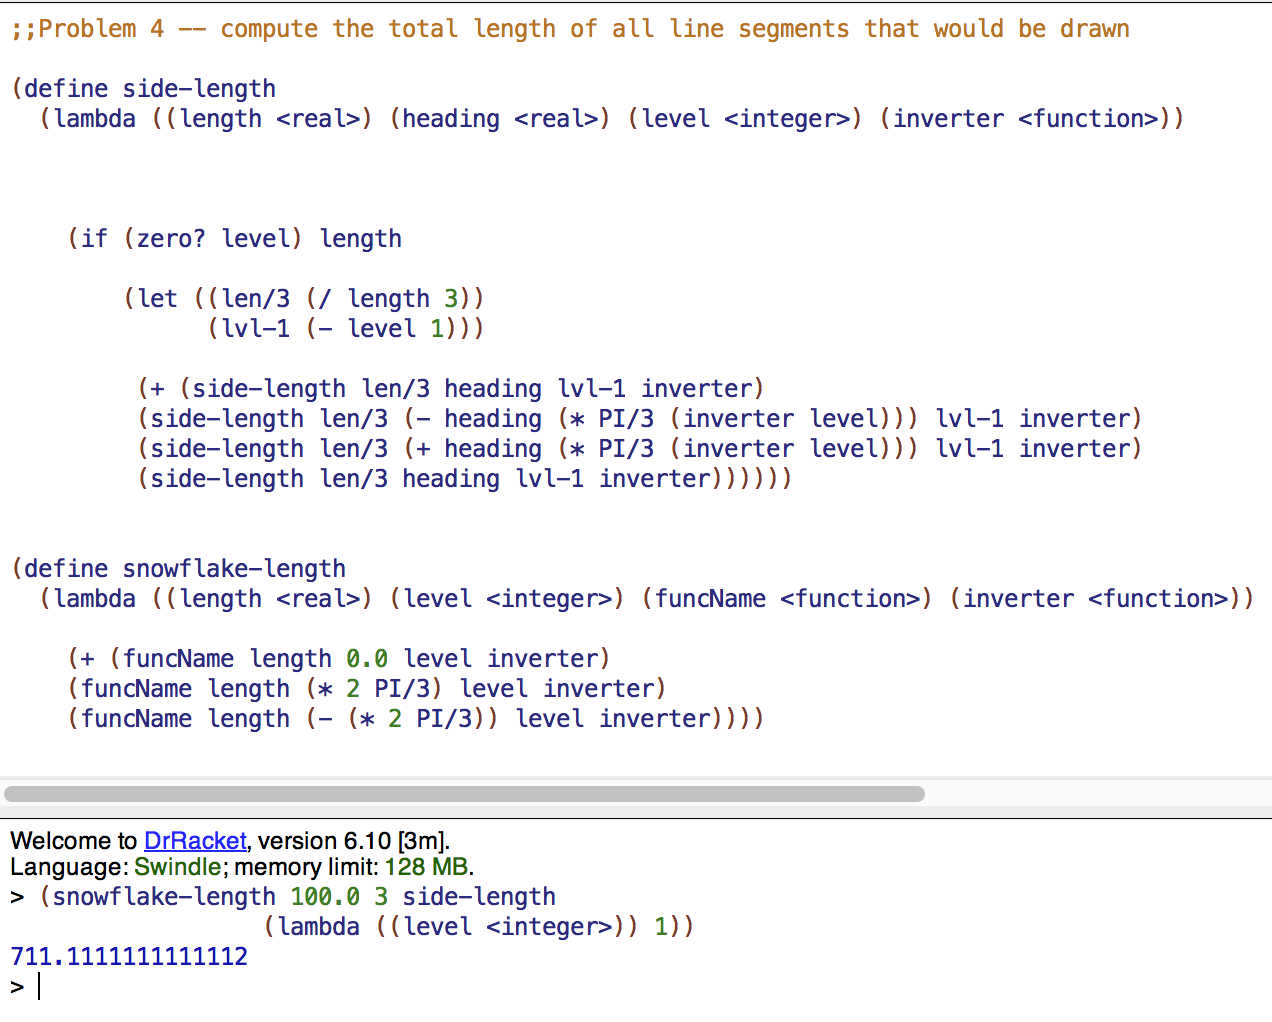 ;;Problem 4 -- compute the total length of all line segments that would be drawn
(define side-length
(lambda ((length <real>) (heading <real>) (level <integer>) (inverter <function>))
(if (zero? level) length
(let ((len/3 (/ length 3))
(lvl-1 (- level 1)))
(+ (side-length len/3 heading lvl-1 inverter)
(side-length len/3 (- heading (* PI/3 (inverter level))) lvl-1 inverter)
(side-length len/3 (+ heading (* PI/3 (inverter level))) lvl-1 inverter)
(side-length len/3 heading lvl-1 inverter))))))
(define snowflake-length
(lambda ((length <real>) (level <integer>) (funcName <function>) (inverter <function>))
(+ (funcName length 0.0 level inverter)
(funcName length (* 2 PI/3) level inverter)
(funcName length (- (* 2 PI/3)) level inverter))))
Welcome to DrRacket, version 6.10 [3m].
Language: Swindle; memory limit: 128 MB.
> (snowflake-length 100.0 3 side-length
(lambda ((level <integer>)) 1))
711.1111111111112
>